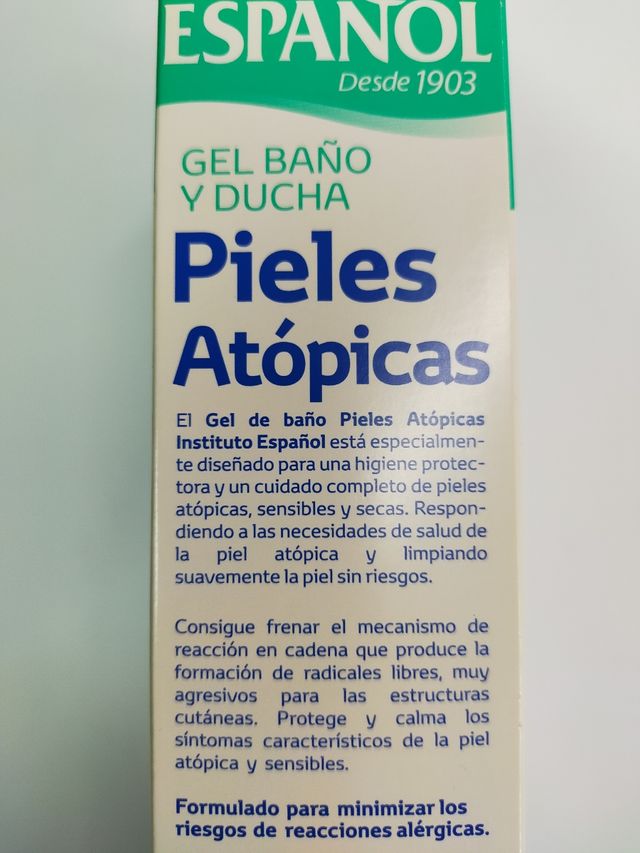 ESPAÑOL
Desde 1903
GEL BAÑO
Y DUCHA
Pieles
Atópicas
El Gel de baño Pieles Atópicas
Instituto Español está especialmen-
te diseñado para una higiene protec-
tora y un cuidado completo de pieles
atópicas, sensibles y secas. Respon-
diendo a las necesidades de salud de
la piel atópica y limpiando
suavemente la piel sin riesgos.
Consigue frenar el mecanismo de
reacción en cadena que produce la
formación de radicales libres, muy
agresivos para las estructuras
cutáneas. Protege y calma los
síntomas característicos de la piel
atópica y sensibles.
Formulado para minimizar los
riesgos de reacciones alérgicas.